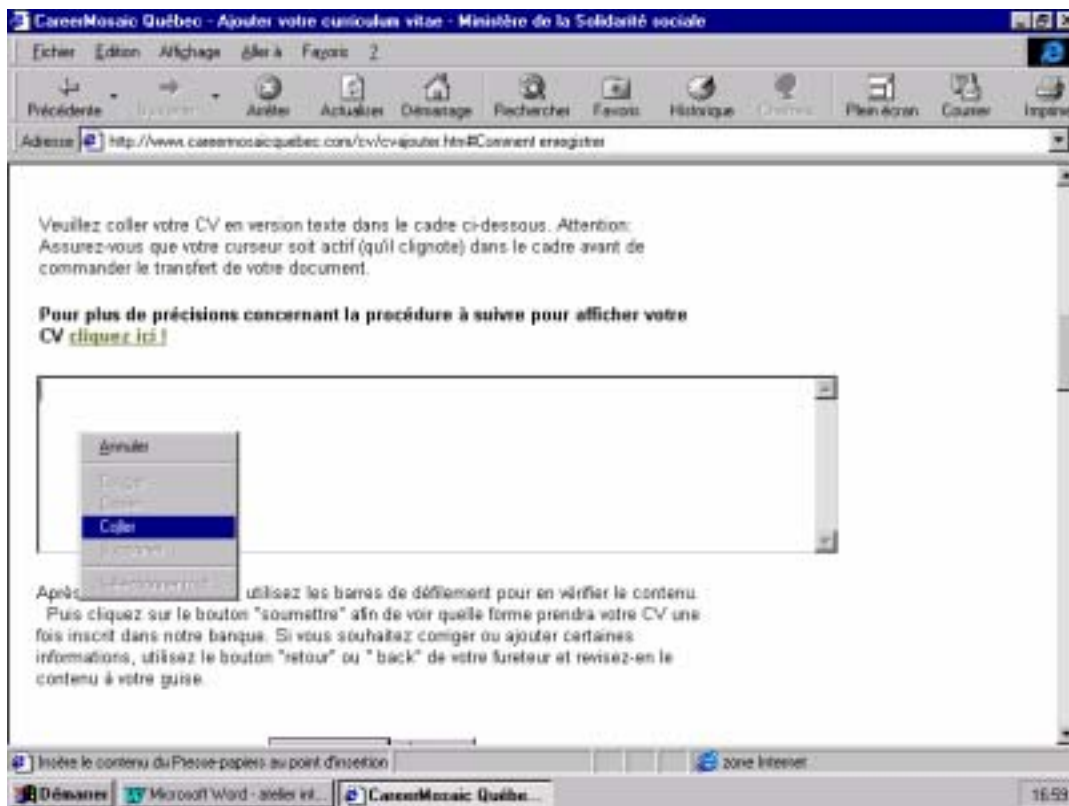 CareerMosaic Québec - Ajouter votre curriculum vitae - Ministère de la Solidarité sociale
Fichier Edition Affichage Aller à Favoris ?
Précédente Arrêter Actualiser Démarrage Rechercher Favoris Historique Plein écran Courrier Imprime
Adresse http://www.careermosaicquebec.com/cv/cvajouter.htm#Comment enregistrer
Veuillez coller votre CV en version texte dans le cadre ci-dessous. Attention:
Assurez-vous que votre curseur soit actif (qu'il clignote) dans le cadre avant de
commander le transfert de votre document.
Pour plus de précisions concernant la procédure à suivre pour afficher votre
CV cliquez ici !
Annuler
Couper
Copier
Coller
Supprimer
Sélectionner tout
Après utilisez les barres de défilement pour en vérifier le contenu.
Puis cliquez sur le bouton "soumettre" afin de voir quelle forme prendra votre CV une
fois inscrit dans notre banque. Si vous souhaitez corriger ou ajouter certaines
informations, utilisez le bouton "retour" ou " back" de votre fureteur et revisez-en le
contenu à votre guise.
Insère le contenu du Presse-papiers au point d'insertion zone Internet
Démarrer Microsoft Word - atelier int... CareerMosaic Québe... 16:59